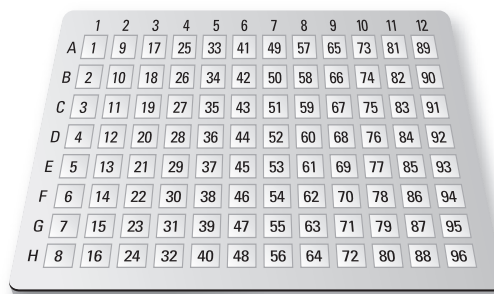 1 2 3 4 5 6 7 8 9 10 11 12
A 1 9 17 25 33 41 49 57 65 73 81 89
B 2 10 18 26 34 42 50 58 66 74 82 90
C 3 11 19 27 35 43 51 59 67 75 83 91
D 4 12 20 28 36 44 52 60 68 76 84 92
E 5 13 21 29 37 45 53 61 69 77 85 93
F 6 14 22 30 38 46 54 62 70 78 86 94
G 7 15 23 31 39 47 55 63 71 79 87 95
H 8 16 24 32 40 48 56 64 72 80 88 96